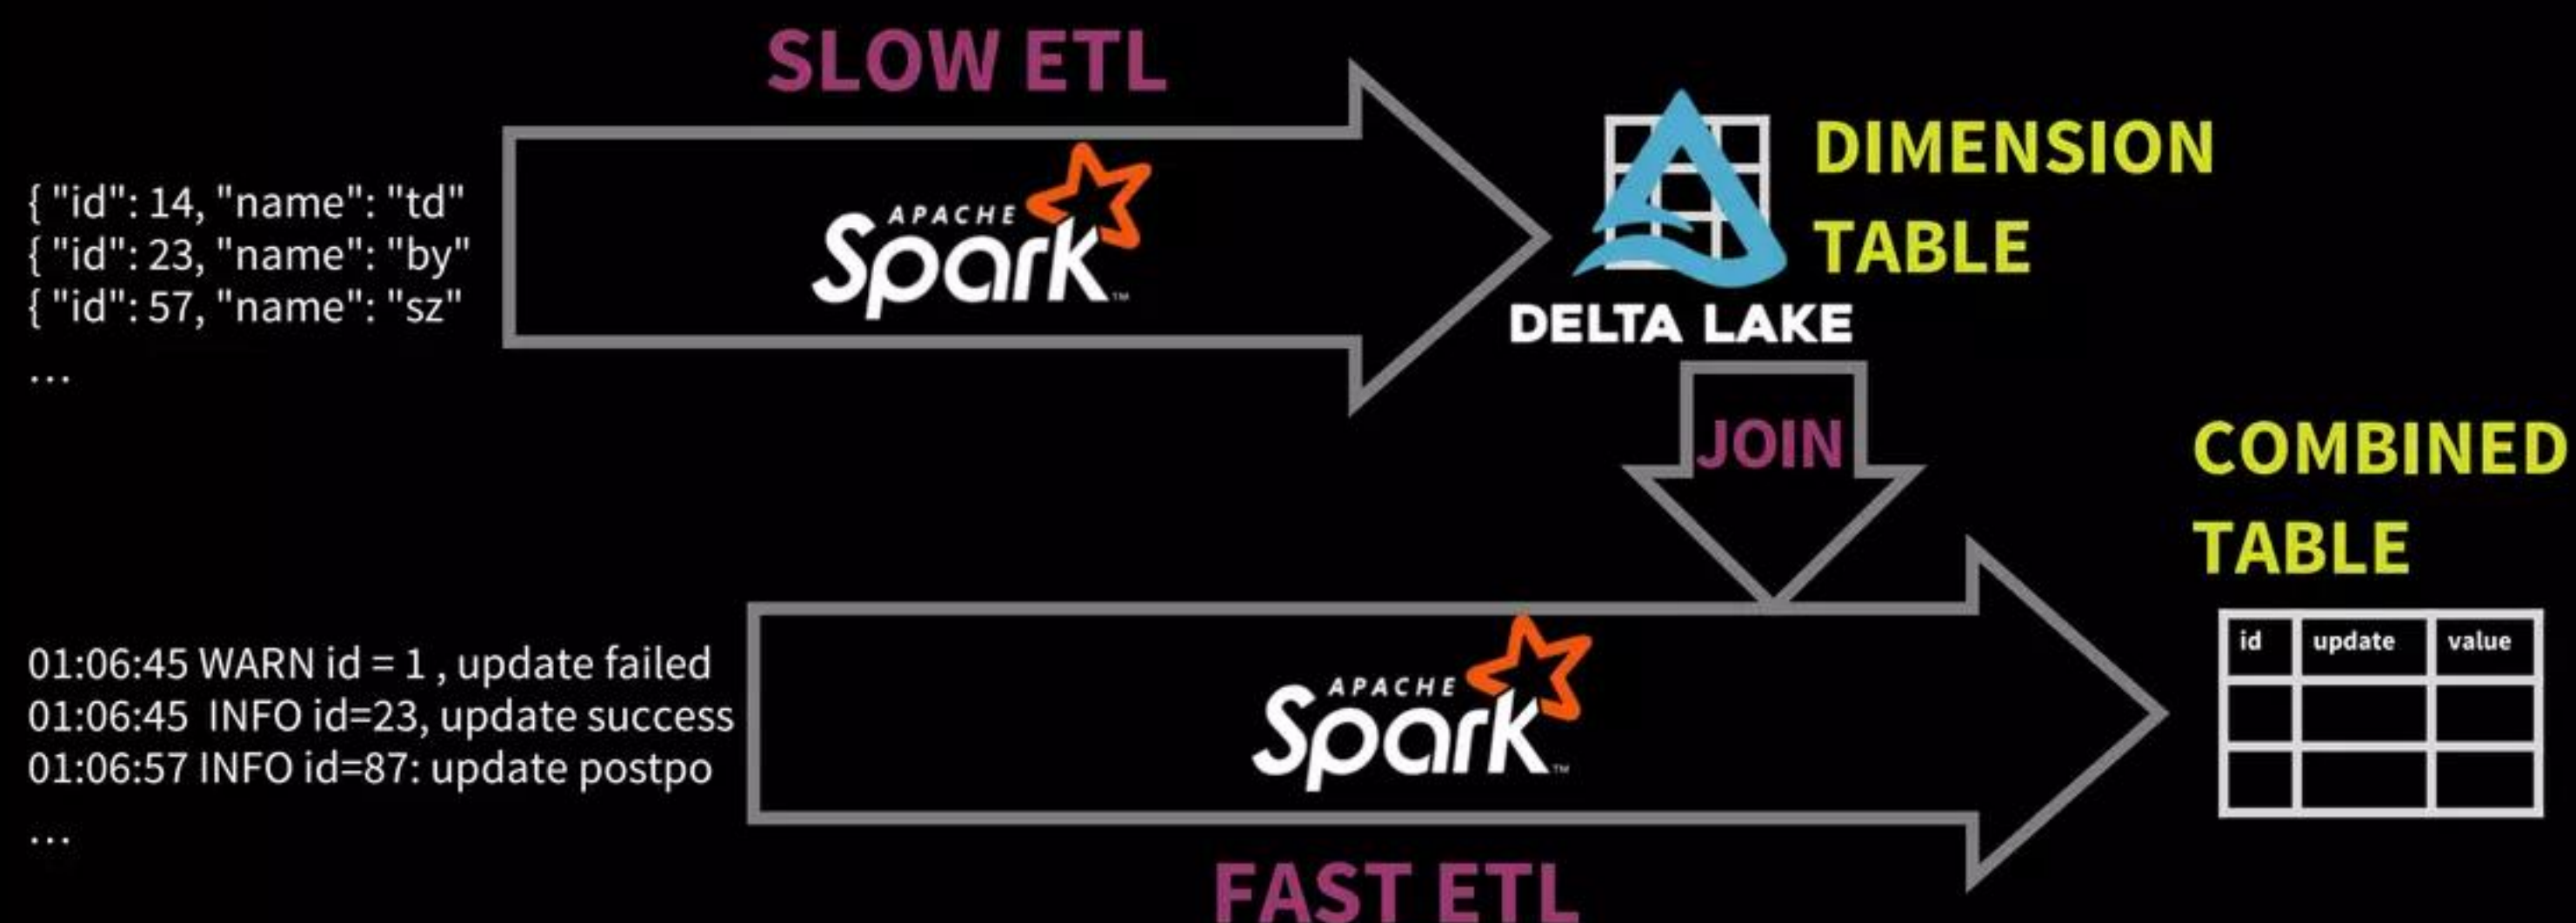 SLOW ETL
{ "id": 14, "name": "td"
{ "id": 23, "name": "by"
{ "id": 57, "name": "sz"
...
APACHE
Spark™
DELTA LAKE
DIMENSION
TABLE
JOIN
COMBINED
TABLE
01:06:45 WARN id = 1 , update failed
01:06:45 INFO id=23, update success
01:06:57 INFO id=87: update postpo
...
APACHE
Spark™
id update value
FAST ETL